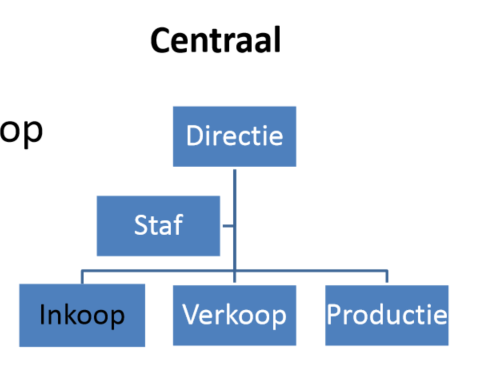 Centraal
op
Directie
Staf
Inkoop
Verkoop
Productie